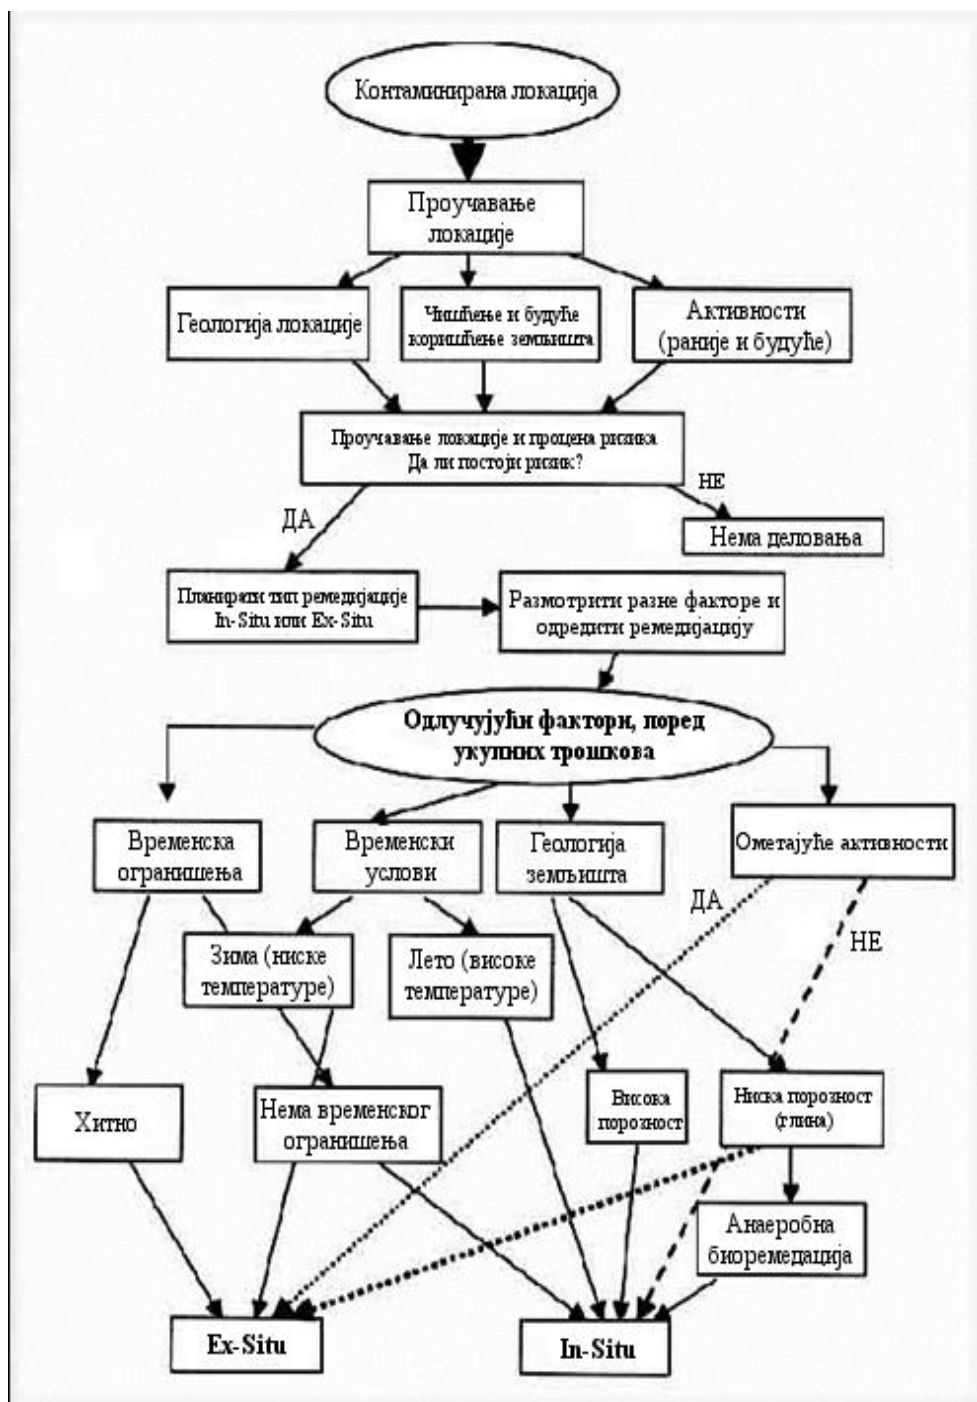 Контаминирана локација
Проучавање
локације
Геологија локације
Чишћење и будуће
коришћење земљишта
Активности
(раније и будуће)
Проучавање локације и процена ризика
Да ли постоји ризик?
НЕ
ДА
Нема деловања
Планирати тип ремедијације
In-Situ или Ex-Situ
Размотрити разне факторе и
одредити ремедијацију
Одлучујући фактори, поред
укупних трошкова
Временска
огранишења
Временски
услови
Геологија
земљишта
Ометајуће активности
ДА
НЕ
Зима (ниске
температуре)
Лето (високе
температуре)
Хитно
Нема временског
огранишења
Висока
порозност
Ниска порозност
(глина)
Анаеробна
биоремедација
Ex-Situ
In-Situ